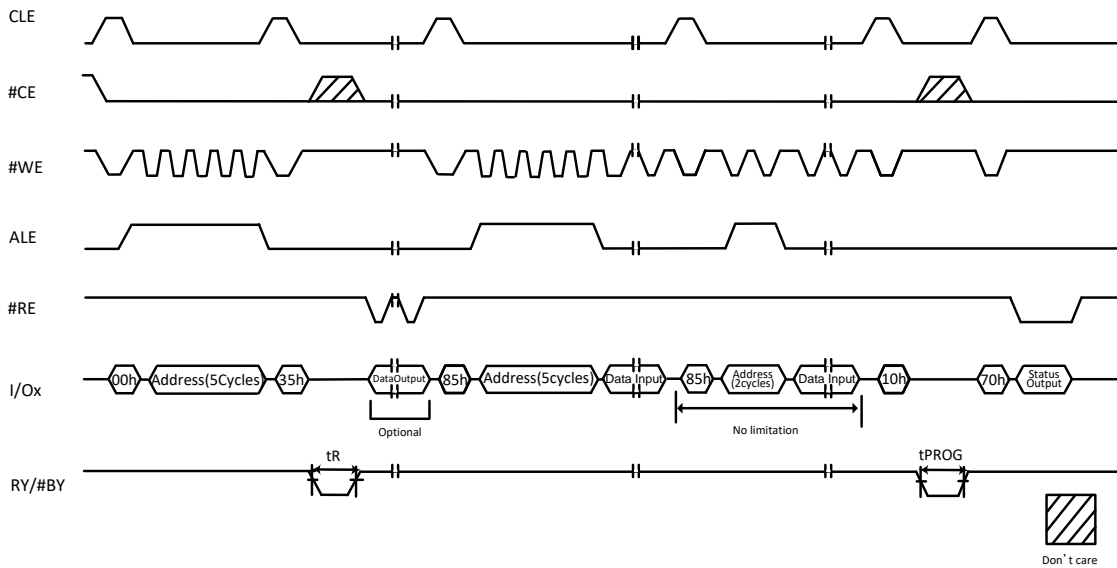 CLE
#CE
#WE
ALE
#RE
I/Ox
00h Address(5Cycles) 35h DataOutput 85h Address(5cycles) Data Input 85h Address (2cycles) Data Input 10h 70h Status Output
Optional
No limitation
tR
tPROG
RY/#BY
Don't care